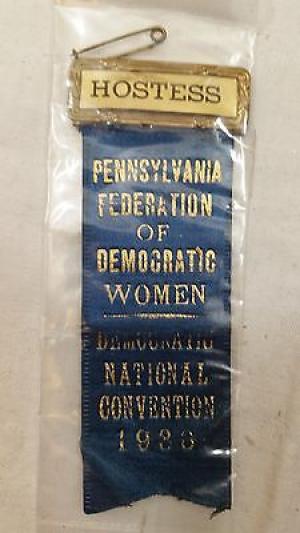 HOSTESS
PENNSYLVANIA
FEDERATION
OF
DEMOCRATIC
WOMEN
DEMOCRATIC
NATIONAL
CONVENTION
1936